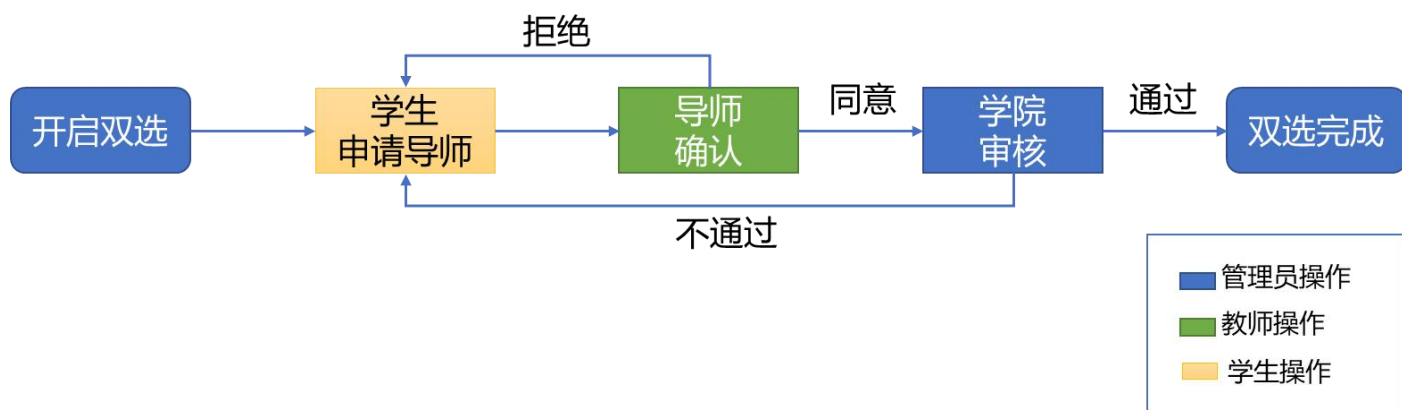 拒绝
开启双选
学生
申请导师
导师
确认
同意
学院
审核
通过
双选完成
不通过
管理员操作
教师操作
学生操作